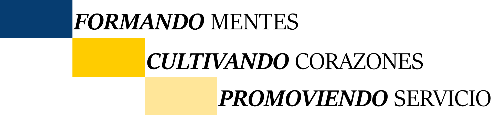 FORMANDO MENTES
CULTIVANDO CORAZONES
PROMOVIENDO SERVICIO